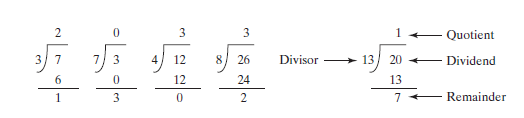 2 0 3 3 1 Quotient
3 7 7 3 4 12 8 26 Divisor 13 20 Dividend
6 0 12 24 13
1 3 0 2 7 Remainder